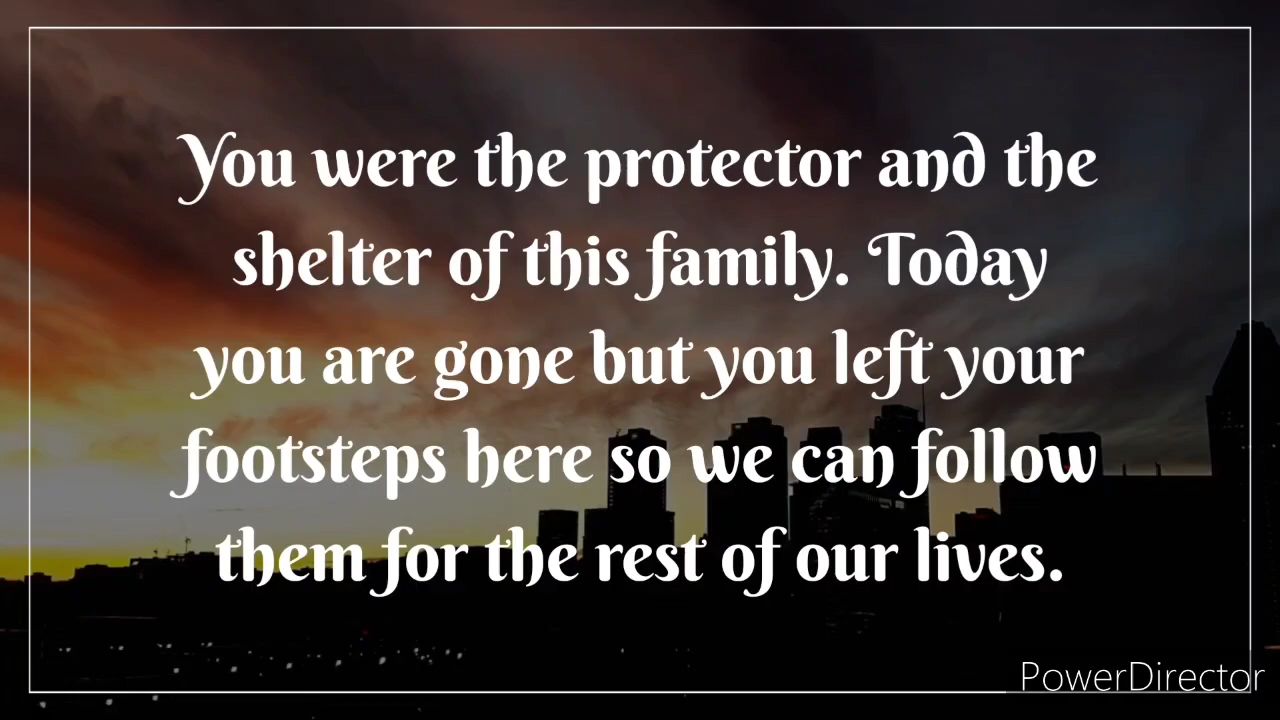 You were the protector and the
shelter of this family. Today
you are gone but you left your
footsteps here so we can follow
them for the rest of our lives.
PowerDirector